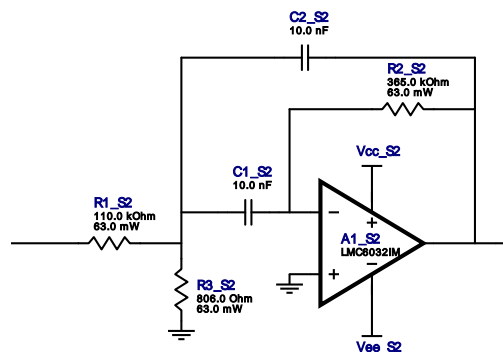 C2_S2
10.0 nF
R2_S2
365.0 kOhm
63.0 mW
Vcc_S2
C1_S2
10.0 nF
R1_S2
110.0 kOhm
63.0 mW
−
+
A1_S2
LMC6032IM
−
+
R3_S2
806.0 Ohm
63.0 mW
Vee_S2